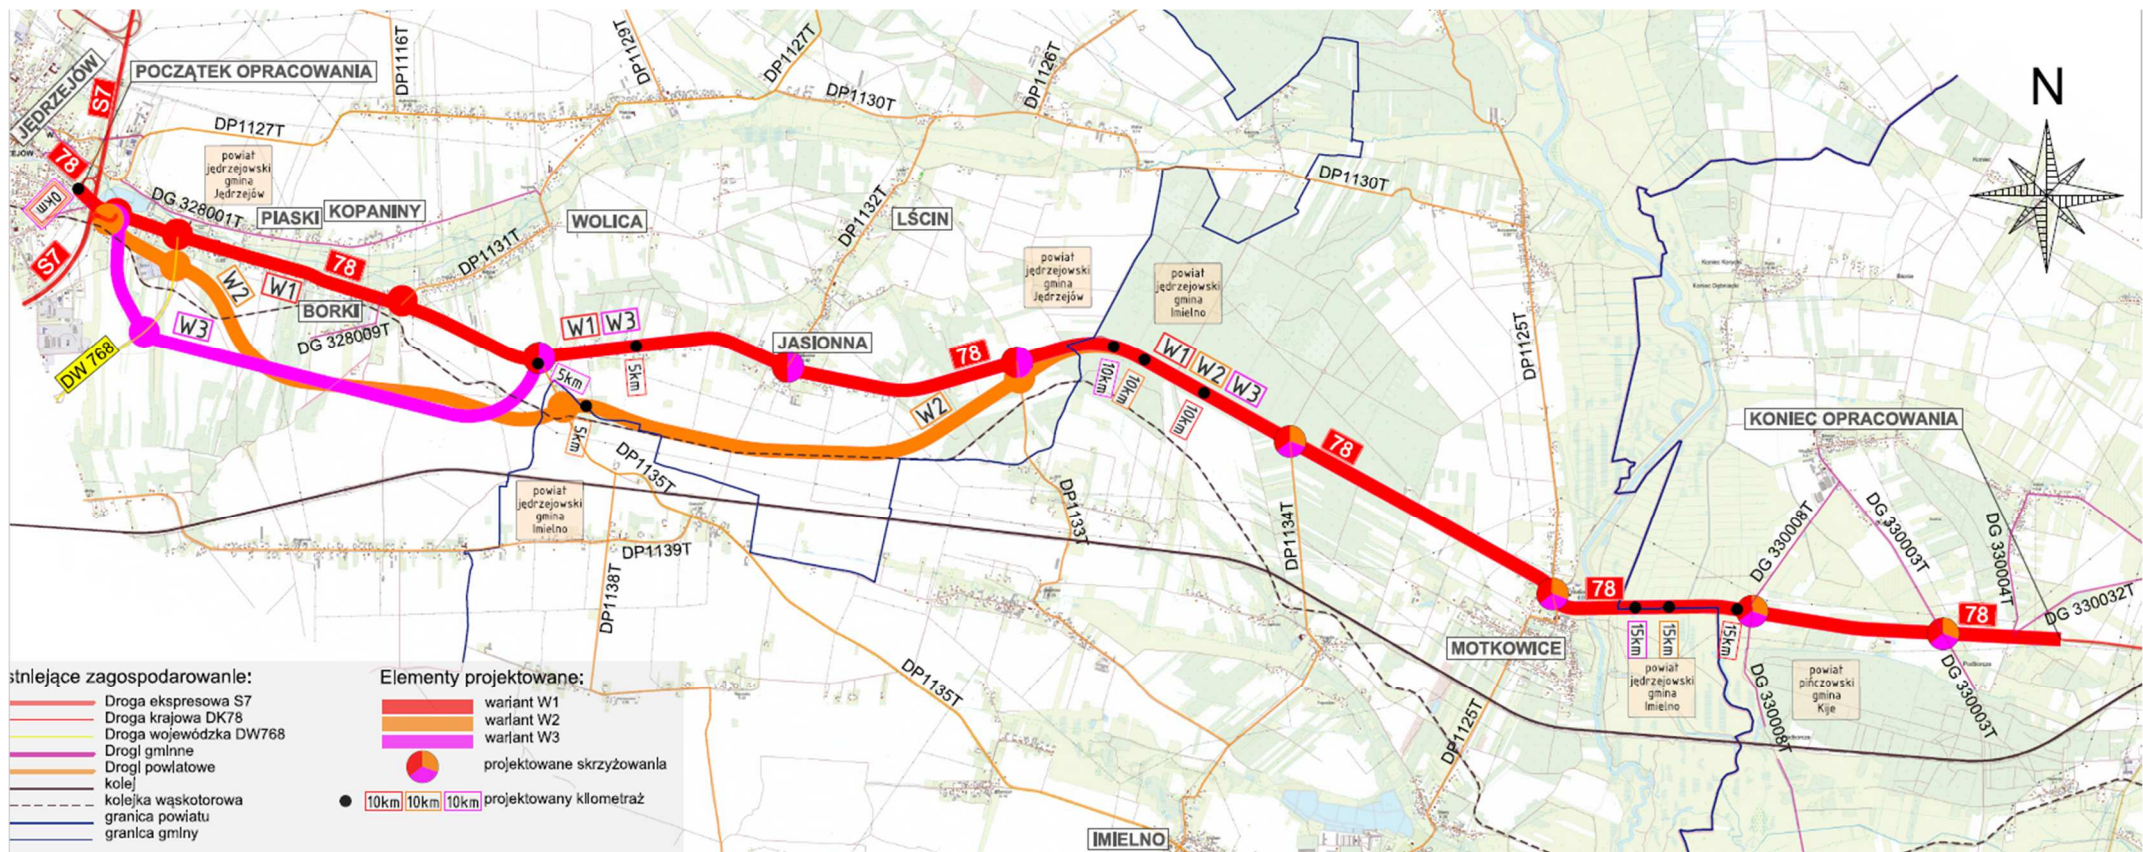 JĘDRZEJÓW
POCZĄTEK OPRACOWANIA
S7
DP1116T
DP1129T
DP1127T
DP1130T
DP1126T
N
78
DP1127T
powiat
jędrzejowski
gmina
Jędrzejów
0km
DG 328001T
PIASKI
KOPANINY
WOLICA
DP1132T
LŚCIN
DP1130T
S7
DP1131T
78
W2
W1
BORKI
W3
DG 328009T
DW 768
W1
W3
5km
5km
JASIONNA
powiat
jędrzejowski
gmina
Jędrzejów
powiat
jędrzejowski
gmina
Imielno
78
W1
W2
W3
10km
10km
10km
DP1125T
W2
5km
78
KONIEC OPRACOWANIA
DP1135T
powiat
jędrzejowski
gmina
Imielno
DP1139T
DP1138T
DP1133T
DP1134T
DG 330008T
DG 330003T
DG 330004T
DG 330032T
78
78
15km
15km
15km
MOTKOWICE
powiat
jędrzejowski
gmina
Imielno
powiat
pińczowski
gmina
Kije
DG 330008T
DG 330003T
DP1135T
DP1125T
IMIELNO
stniejące zagospodarowanie:
Droga ekspresowa S7
Droga krajowa DK78
Droga wojewódzka DW768
Drogi gminne
Drogi powiatowe
kolej
kolejka wąskotorowa
granica powiatu
granica gminy
Elementy projektowane:
wariant W1
wariant W2
wariant W3
projektowane skrzyżowania
10km 10km 10km projektowany kilometraż